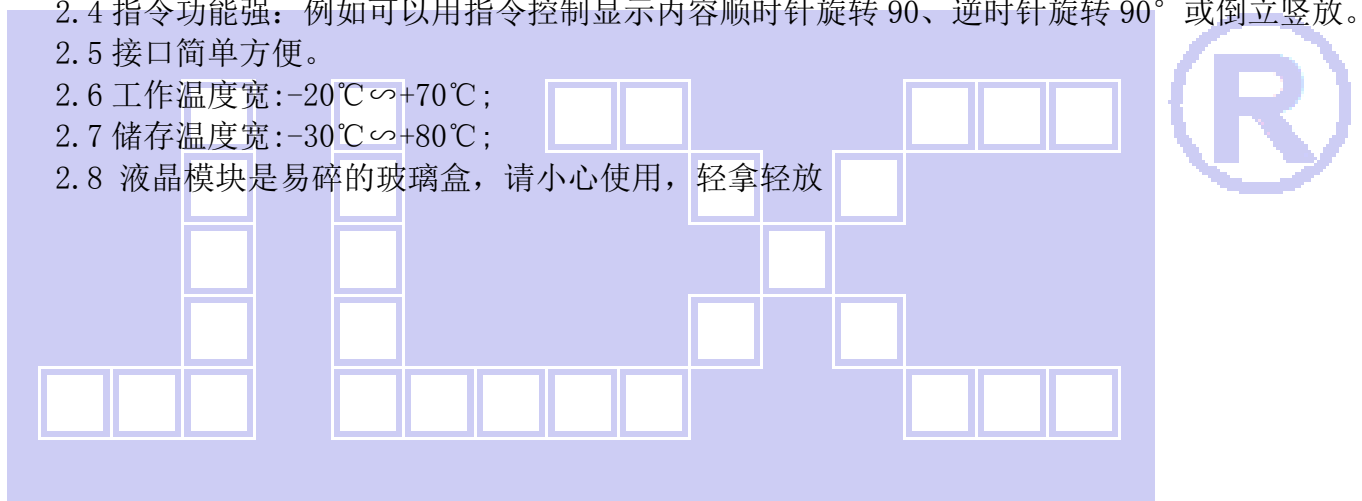 2.4 指令功能强：例如可以用指令控制显示内容顺时针旋转 90、逆时针旋转 90°或倒立竖放。
2.5 接口简单方便。
2.6 工作温度宽:-20℃∽+70℃;
2.7 储存温度宽:-30℃∽+80℃;
2.8 液晶模块是易碎的玻璃盒，请小心使用，轻拿轻放
JLX
®